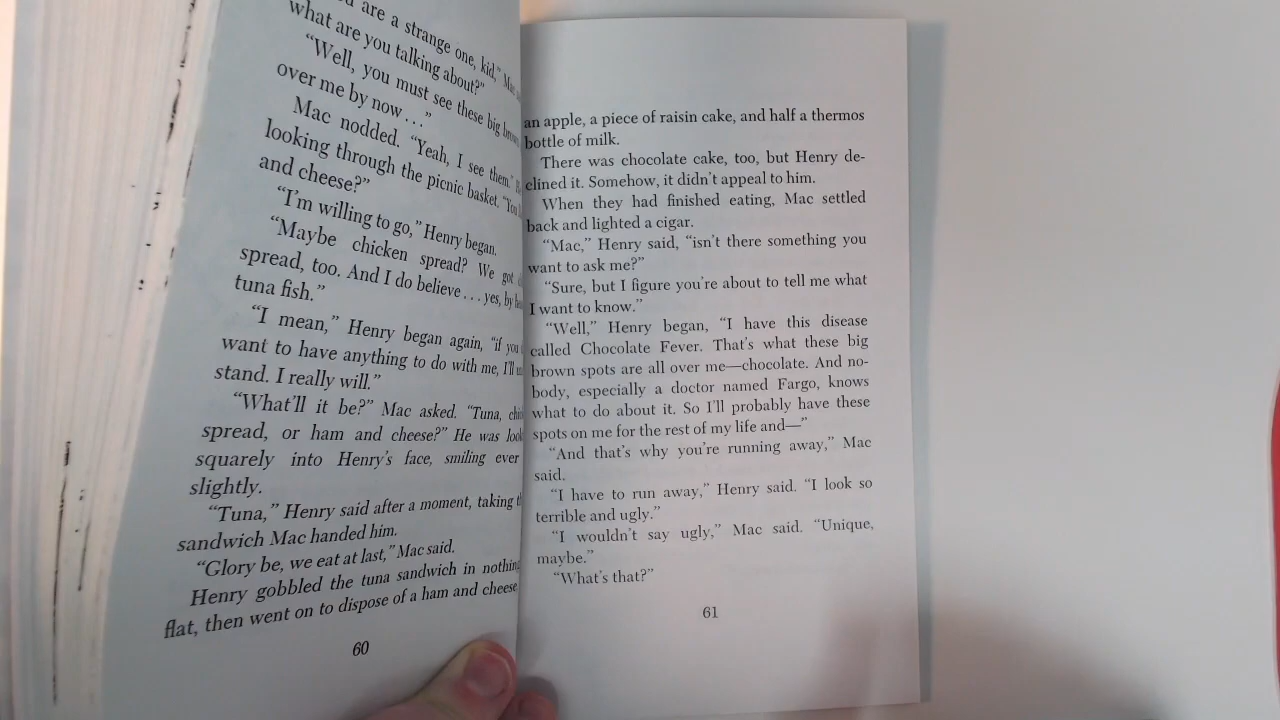 are a strange one, kid,"
what are you talking about?"
"Well, you must see these big
over me by now . . ."
Mac nodded. "Yeah, I see them."
looking through the picnic basket. "You
and cheese?"
"I'm willing to go," Henry began.
"Maybe chicken spread? We got
spread, too. And I do believe . . . yes, by
tuna fish."
"I mean," Henry began again, "if you
want to have anything to do with me, I'll
stand. I really will."
"What'll it be?" Mac asked. "Tuna,
spread, or ham and cheese?" He was
squarely into Henry's face, smiling ever
slightly.
"Tuna," Henry said after a moment, taking
sandwich Mac handed him.
"Glory be, we eat at last," Mac said.
Henry gobbled the tuna sandwich in
flat, then went on to dispose of a ham and cheese
60
an apple, a piece of raisin cake, and half a thermos
bottle of milk.
There was chocolate cake, too, but Henry de-
clined it. Somehow, it didn't appeal to him.
When they had finished eating, Mac settled
back and lighted a cigar.
"Mac," Henry said, "isn't there something you
want to ask me?"
"Sure, but I figure you're about to tell me what
I want to know."
"Well," Henry began, "I have this disease
called Chocolate Fever. That's what these big
brown spots are all over me—chocolate. And no-
body, especially a doctor named Fargo, knows
what to do about it. So I'll probably have these
spots on me for the rest of my life and—"
"And that's why you're running away," Mac
said.
"I have to run away," Henry said. "I look so
terrible and ugly."
"I wouldn't say ugly," Mac said. "Unique,
maybe."
"What's that?"
61